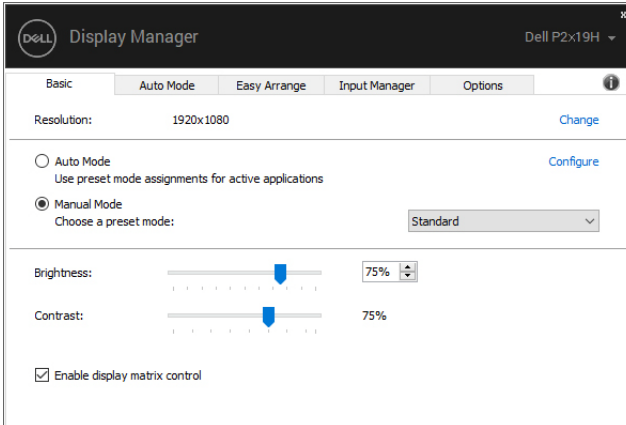 x
DELL Display Manager Dell P2x19H
Basic Auto Mode Easy Arrange Input Manager Options i
Resolution: 1920x1080 Change
Auto Mode Configure
Use preset mode assignments for active applications
Manual Mode
Choose a preset mode: Standard
Brightness: 75%
Contrast: 75%
Enable display matrix control